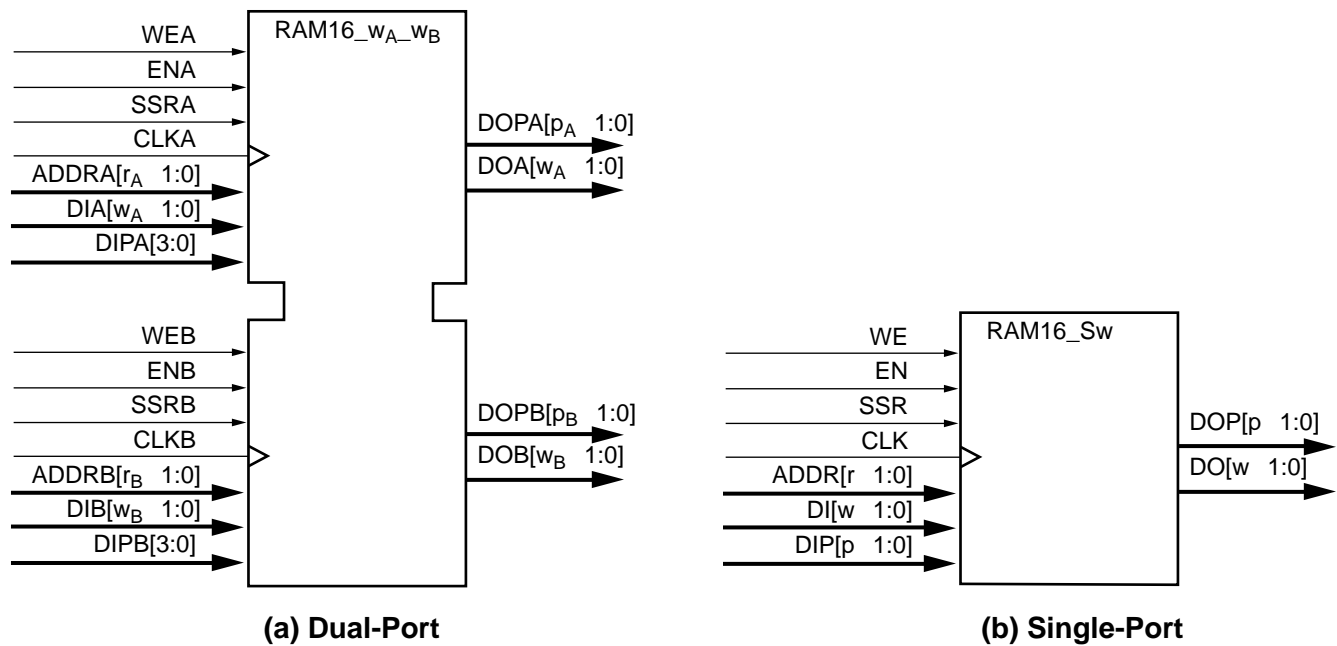 RAM16_wA_wB
WEA
ENA
SSRA
CLKA
ADDRA[rA 1:0]
DIA[wA 1:0]
DIPA[3:0]
DOPA[pA 1:0]
DOA[wA 1:0]
WEB
ENB
SSRB
CLKB
ADDRB[rB 1:0]
DIB[wB 1:0]
DIPB[3:0]
DOPB[pB 1:0]
DOB[wB 1:0]
(a) Dual-Port
RAM16_Sw
WE
EN
SSR
CLK
ADDR[r 1:0]
DI[w 1:0]
DIP[p 1:0]
DOP[p 1:0]
DO[w 1:0]
(b) Single-Port